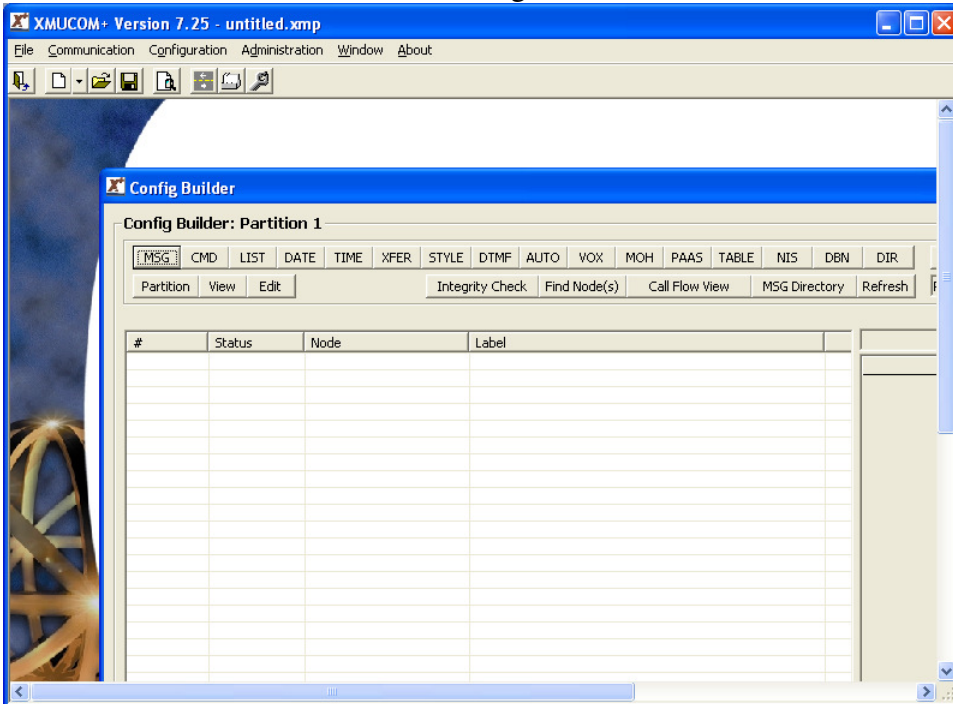 XMUCOM+ Version 7.25 - untitled.xmp
File Communication Configuration Administration Window About
Config Builder
Config Builder: Partition 1
MSG CMD LIST DATE TIME XFER STYLE DTMF AUTO VOX MOH PAAS TABLE NIS DBN DIR
Partition View Edit Integrity Check Find Node(s) Call Flow View MSG Directory Refresh
# Status Node Label